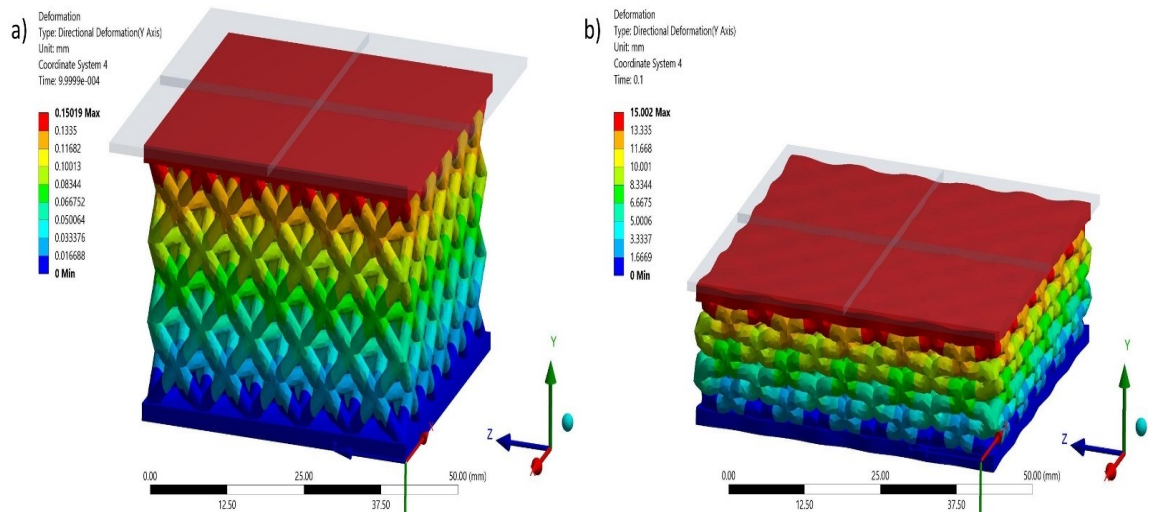 a)
Deformation
Type: Directional Deformation(Y Axis)
Unit: mm
Coordinate System 4
Time: 9.9999e-004
0.15019 Max
0.1335
0.11682
0.10013
0.08344
0.066752
0.050064
0.033376
0.016688
0 Min
Y
Z
0.00 25.00 50.00 (mm)
12.50 37.50
b)
Deformation
Type: Directional Deformation(Y Axis)
Unit: mm
Coordinate System 4
Time: 0.1
15.002 Max
13.335
11.668
10.001
8.3344
6.6675
5.0006
3.3337
1.6669
0 Min
Y
Z
0.00 25.00 50.00 (mm)
12.50 37.50